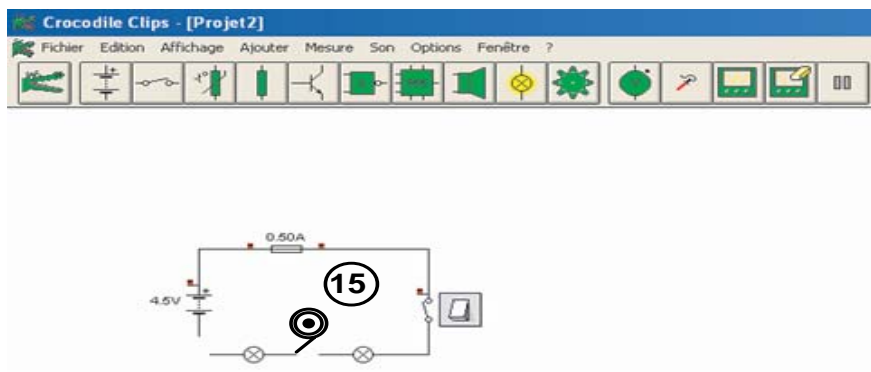 Crocodile Clips - [Projet2]
Fichier Edition Affichage Ajouter Mesure Son Options Fenêtre ?
0.50A
15
4.5V